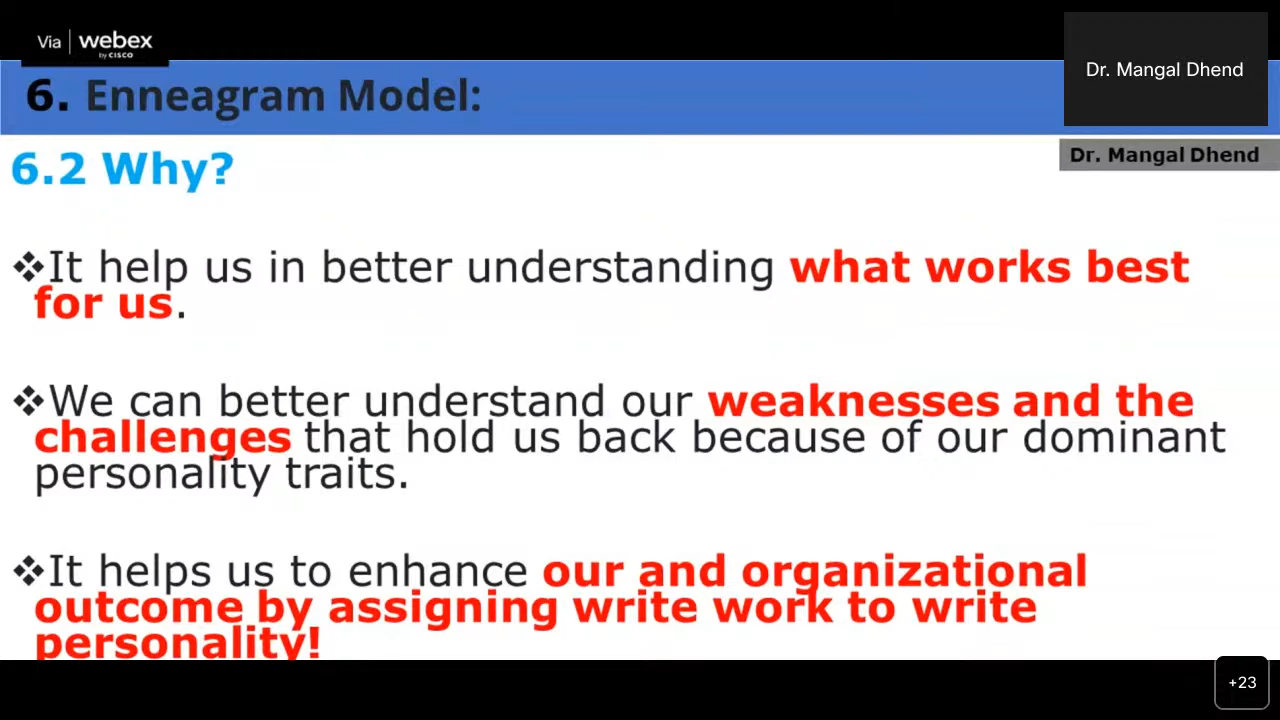 Via webex
by CISCO
Dr. Mangal Dhend
6. Enneagram Model:
Dr. Mangal Dhend
6.2 Why?
❖It help us in better understanding what works best
for us.
❖We can better understand our weaknesses and the
challenges that hold us back because of our dominant
personality traits.
❖It helps us to enhance our and organizational
outcome by assigning write work to write
personality!
+23